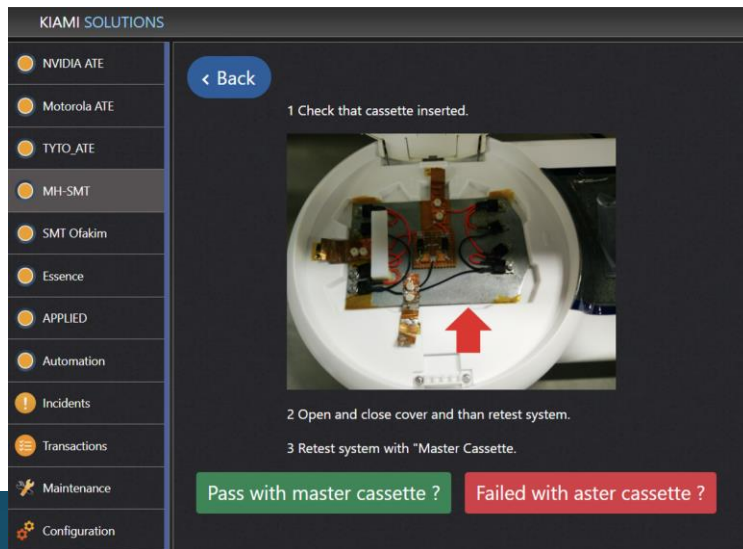 KIAMI SOLUTIONS
NVIDIA ATE
Motorola ATE
TYTO_ATE
MH-SMT
SMT Ofakim
Essence
APPLIED
Automation
Incidents
Transactions
Maintenance
Configuration
‹ Back
1 Check that cassette inserted.
2 Open and close cover and than retest system.
3 Retest system with "Master Cassette.
Pass with master cassette ?
Failed with aster cassette ?